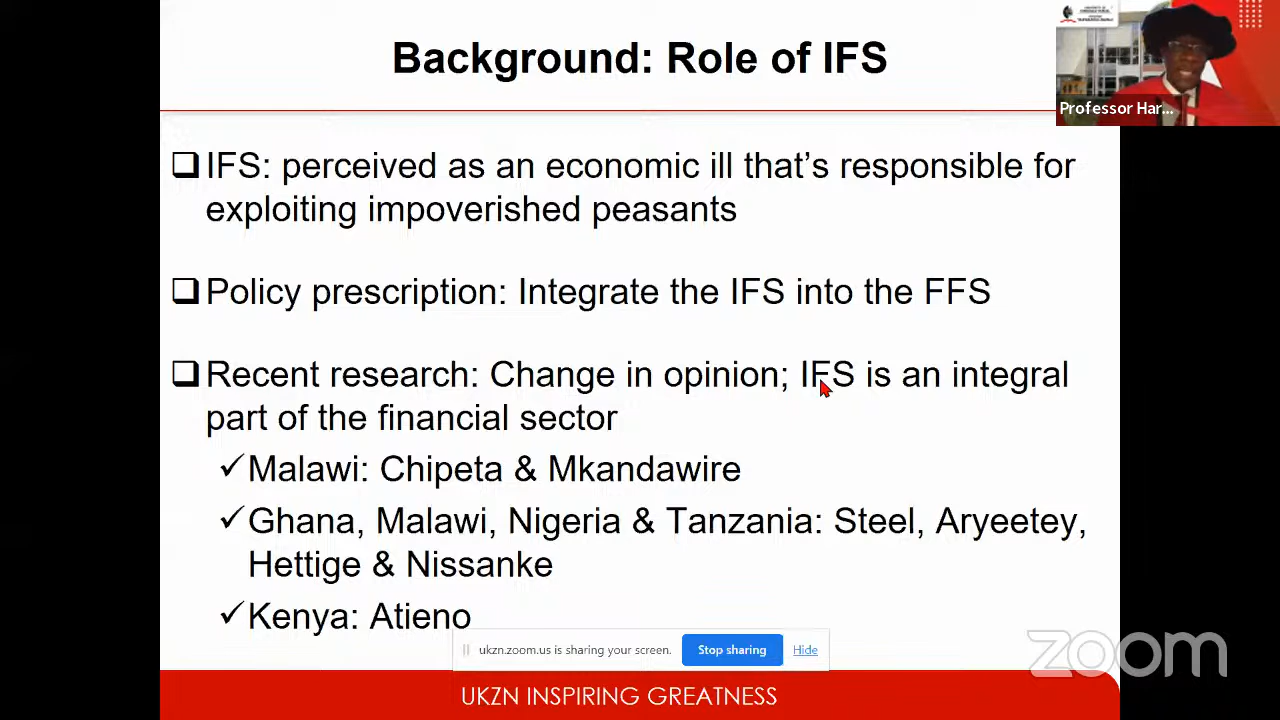 Background: Role of IFS
Professor Har...
❑ IFS: perceived as an economic ill that's responsible for
exploiting impoverished peasants
❑ Policy prescription: Integrate the IFS into the FFS
❑ Recent research: Change in opinion; IFS is an integral
part of the financial sector
✓ Malawi: Chipeta & Mkandawire
✓ Ghana, Malawi, Nigeria & Tanzania: Steel, Aryeetey,
Hettige & Nissanke
✓ Kenya: Atieno
ukzn.zoom.us is sharing your screen. Stop sharing Hide
zoom
UKZN INSPIRING GREATNESS